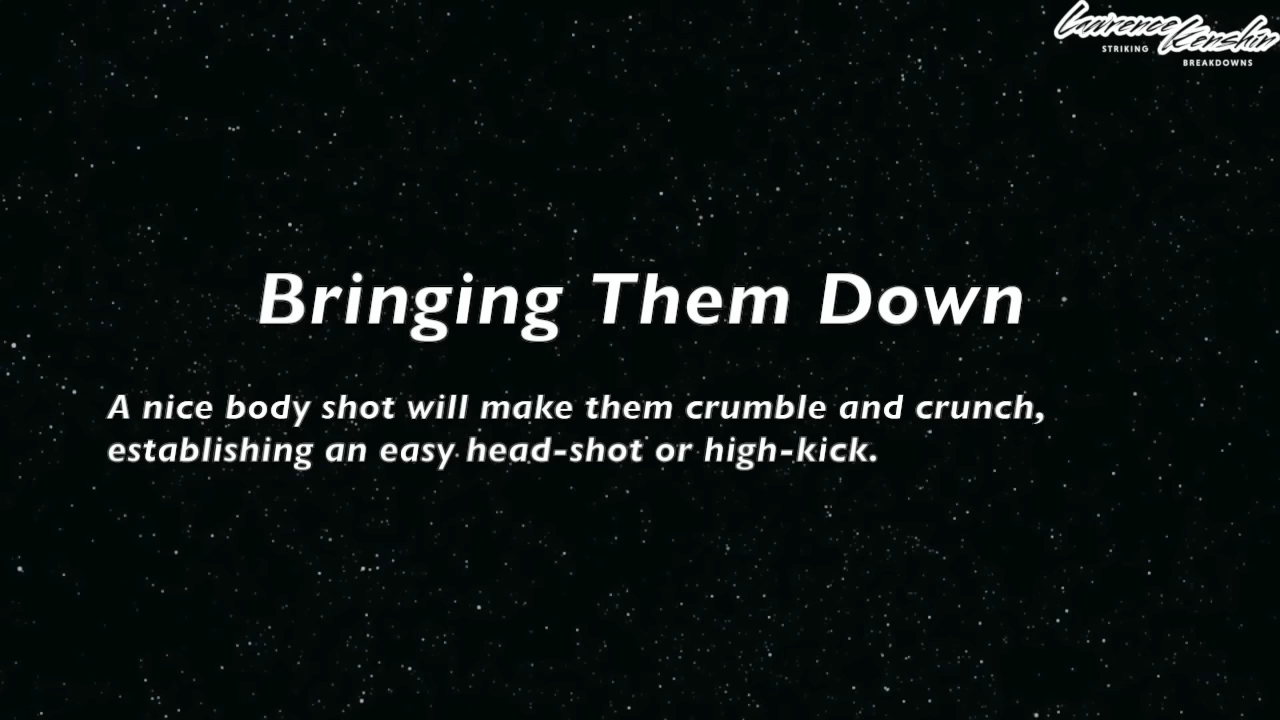 Lawrence Kenshin
STRIKING
BREAKDOWNS
Bringing Them Down
A nice body shot will make them crumble and crunch,
establishing an easy head-shot or high-kick.